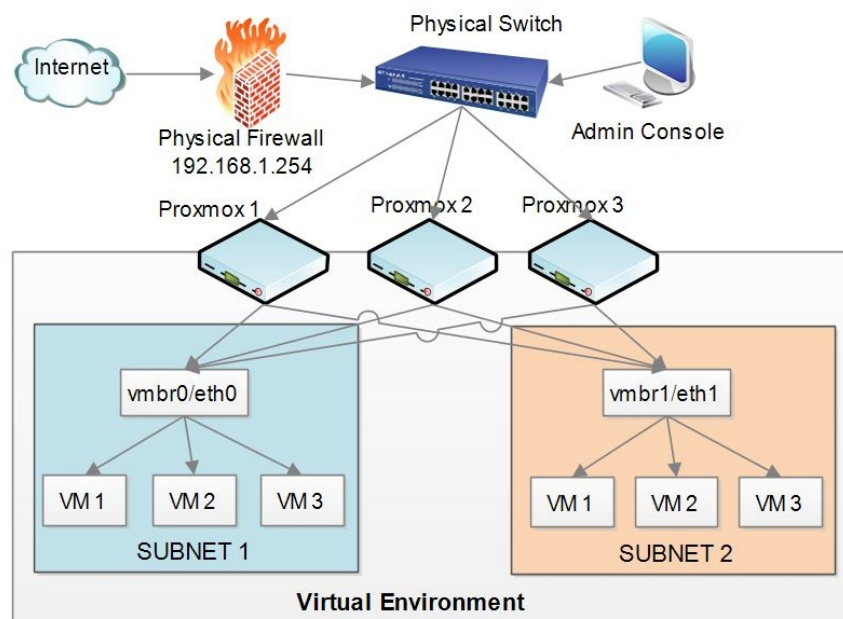 Physical Switch
Internet
Physical Firewall
192.168.1.254
Admin Console
Proxmox 1
Proxmox 2
Proxmox 3
vmbr0/eth0
vmbr1/eth1
VM 1
VM 2
VM 3
VM 1
VM 2
VM 3
SUBNET 1
SUBNET 2
Virtual Environment